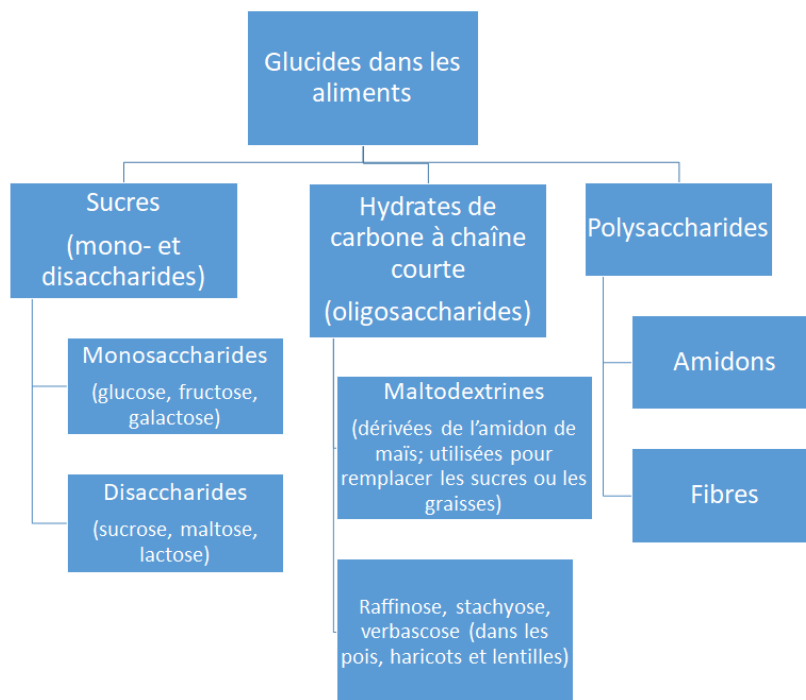 Glucides dans les
aliments
Sucres
(mono- et
disaccharides)
Monosaccharides
(glucose, fructose,
galactose)
Disaccharides
(sucrose, maltose,
lactose)
Hydrates de
carbone à chaîne
courte
(oligosaccharides)
Maltodextrines
(dérivées de l'amidon de
maïs; utilisées pour
remplacer les sucres ou les
graisses)
Raffinose, stachyose,
verbascose (dans les
pois, haricots et lentilles)
Polysaccharides
Amidons
Fibres